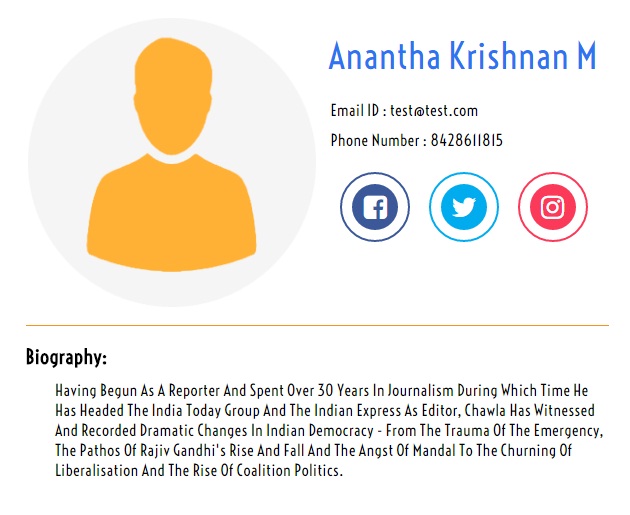 Anantha Krishnan M
Email ID : test@test.com
Phone Number : 8428611815
Biography:
Having Begun As A Reporter And Spent Over 30 Years In Journalism During Which Time He
Has Headed The India Today Group And The Indian Express As Editor, Chawla Has Witnessed
And Recorded Dramatic Changes In Indian Democracy - From The Trauma Of The Emergency,
The Pathos Of Rajiv Gandhi's Rise And Fall And The Angst Of Mandal To The Churning Of
Liberalisation And The Rise Of Coalition Politics.